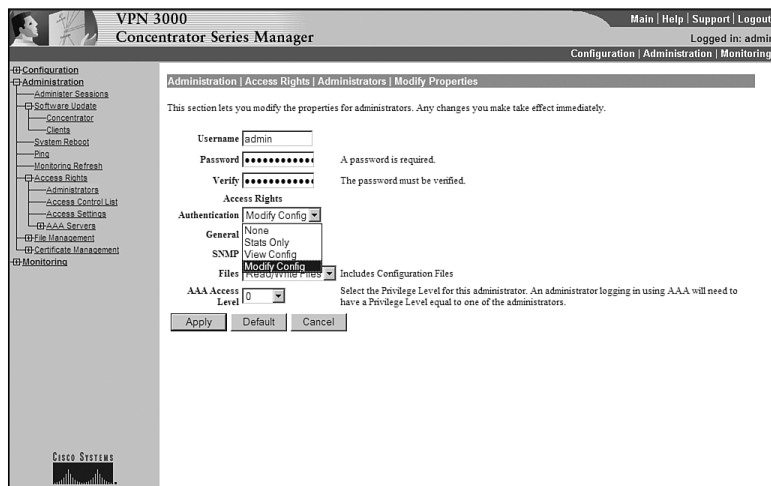 VPN 3000
Concentrator Series Manager
Main | Help | Support | Logout
Logged in: admin
Configuration | Administration | Monitoring
Configuration
Administration
Administer Sessions
Software Update
Concentrator
Clients
System Reboot
Ping
Monitoring Refresh
Access Rights
Administrators
Access Control List
Access Settings
AAA Servers
File Management
Certificate Management
Monitoring
Administration | Access Rights | Administrators | Modify Properties
This section lets you modify the properties for administrators. Any changes you make take effect immediately.
Username admin
Password •••••••••••• A password is required.
Verify •••••••••••• The password must be verified.
Access Rights
Authentication Modify Config
General None
Stats Only
SNMP View Config
Modify Config
Files Read/Write Files Includes Configuration Files
AAA Access Level 0 Select the Privilege Level for this administrator. An administrator logging in using AAA will need to
have a Privilege Level equal to one of the administrators.
Apply Default Cancel
CISCO SYSTEMS